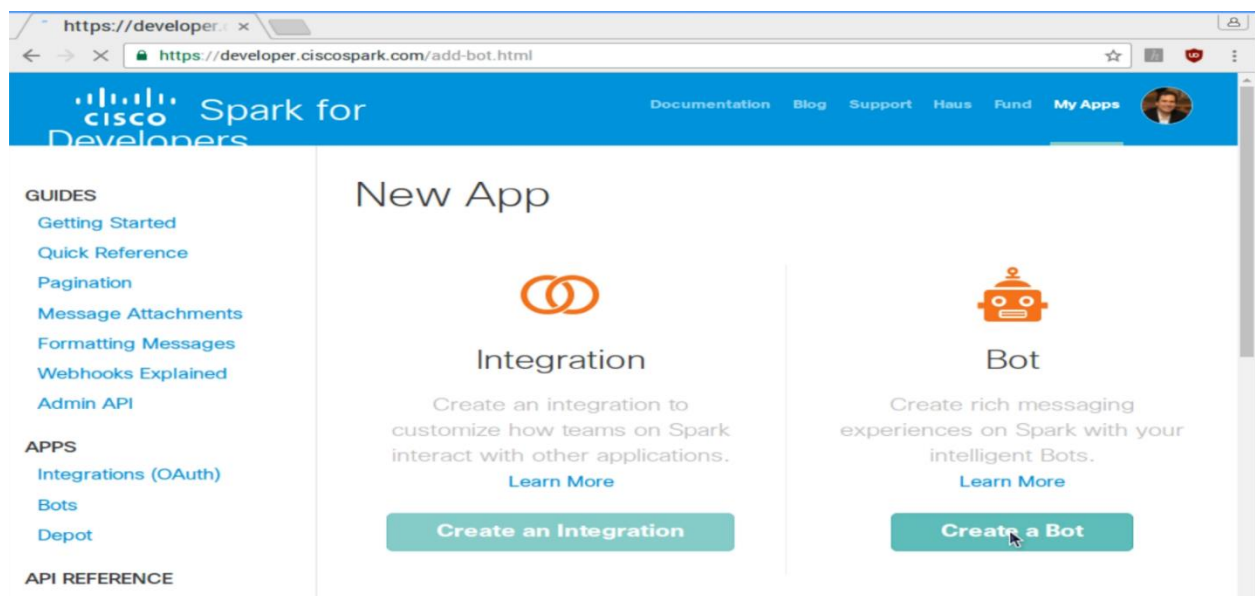 https://developer.c
https://developer.ciscospark.com/add-bot.html
CISCO Spark for
Developers
Documentation Blog Support Haus Fund My Apps
GUIDES
Getting Started
Quick Reference
Pagination
Message Attachments
Formatting Messages
Webhooks Explained
Admin API
APPS
Integrations (OAuth)
Bots
Depot
API REFERENCE
New App
Integration
Create an integration to
customize how teams on Spark
interact with other applications.
Learn More
Create an Integration
Bot
Create rich messaging
experiences on Spark with your
intelligent Bots.
Learn More
Create a Bot